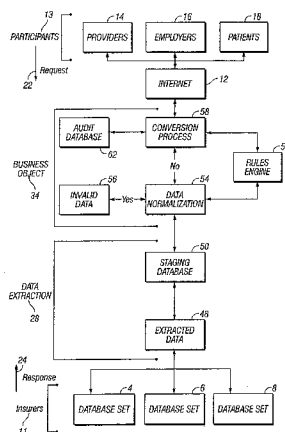 13
PARTICIPANTS
14
PROVIDERS
16
EMPLOYERS
18
PATIENTS
Request
22
INTERNET
12
58
AUDIT
DATABASE
62
CONVERSION
PROCESS
No
RULES
ENGINE
5
BUSINESS
OBJECT
34
56
INVALID
DATA
Yes
54
DATA
NORMALIZATION
50
STAGING
DATABASE
DATA
EXTRACTION
28
48
EXTRACTED
DATA
24
Response
Insurers
11
4
DATABASE SET
6
DATABASE SET
8
DATABASE SET